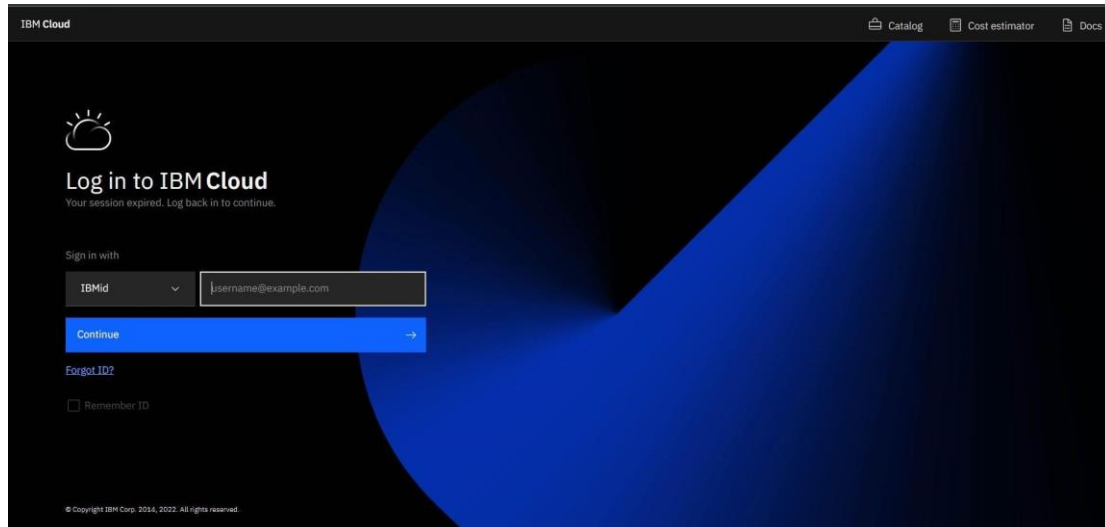 IBM Cloud
Catalog
Cost estimator
Docs
Log in to IBM Cloud
Your session expired. Log back in to continue.
Sign in with
IBMid
username@example.com
Continue
Forgot ID?
Remember ID
© Copyright IBM Corp. 2014, 2022. All rights reserved.